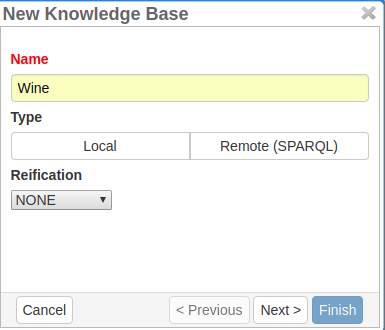 New Knowledge Base
Name
Wine
Type
Local Remote (SPARQL)
Reification
NONE
Cancel < Previous Next > Finish